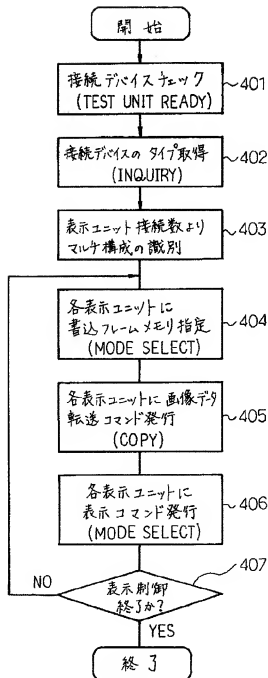 開始
接続デバイスチェック
(TEST UNIT READY)
401
接続デバイスのタイプ取得
(INQUIRY)
402
表示ユニット接続数より
マルチ構成の識別
403
各表示ユニットに
書込フレームメモリ指定
(MODE SELECT)
404
各表示ユニットに画像データ
転送コマンド発行
(COPY)
405
各表示ユニットに
表示コマンド発行
(MODE SELECT)
406
407
NO
表示制御
終了か?
YES
終了